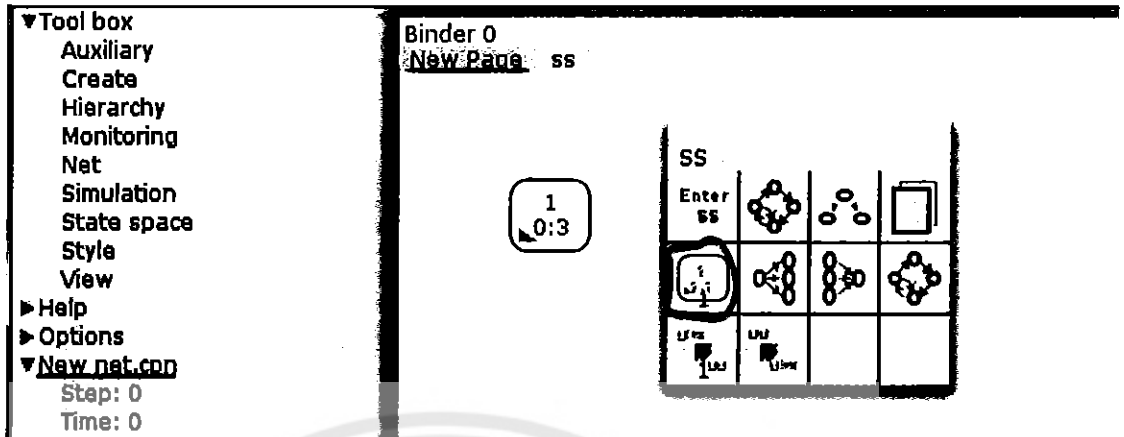 ▼Tool box
Auxiliary
Create
Hierarchy
Monitoring
Net
Simulation
State space
Style
View
▶Help
▶Options
▼New net.cpn
Step: 0
Time: 0
Binder 0
New Page ss
1
0:3
SS
Enter
ss
1